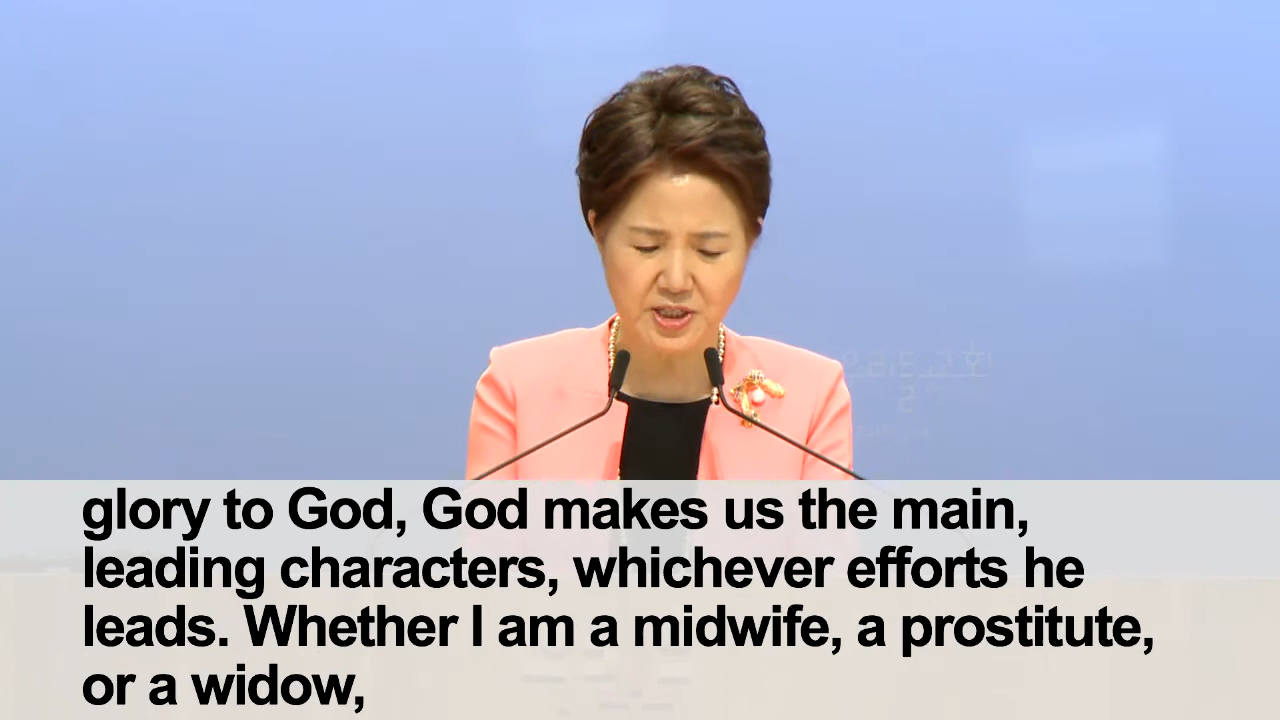 glory to God, God makes us the main,
leading characters, whichever efforts he
leads. Whether I am a midwife, a prostitute,
or a widow,